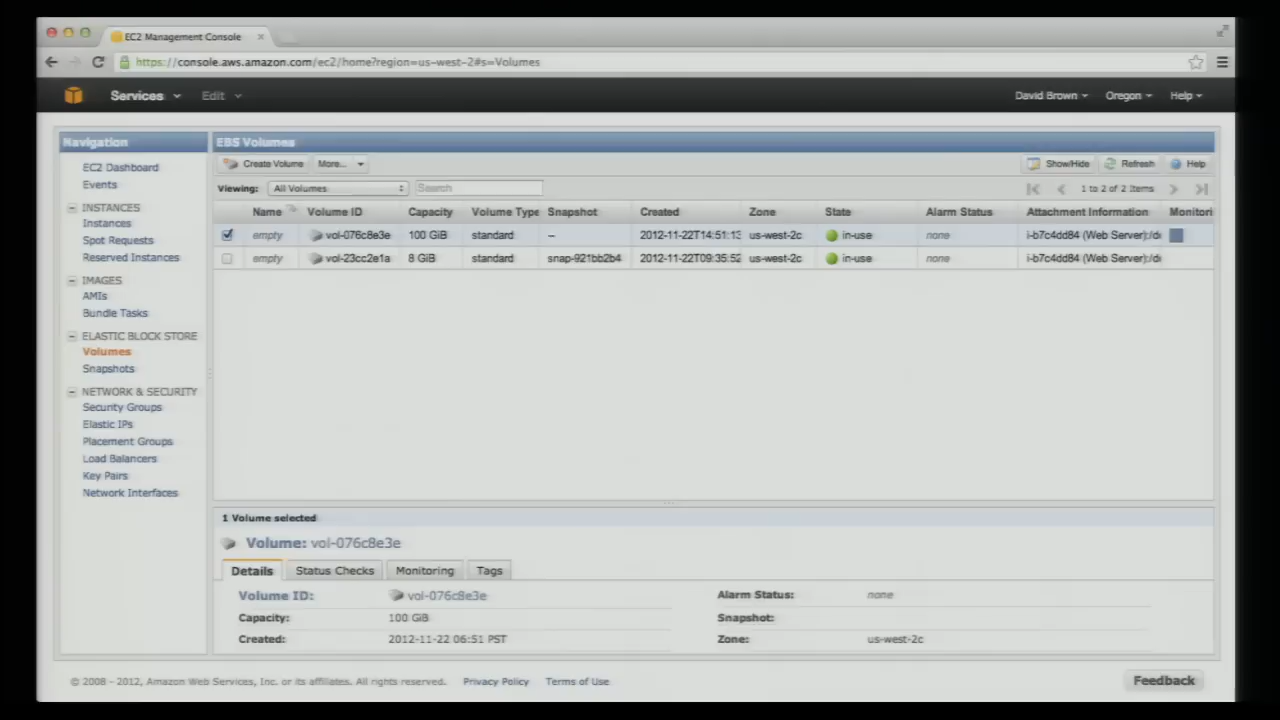 EC2 Management Console
https://console.aws.amazon.com/ec2/home?region=us-west-2#s=Volumes
Services Edit David Brown Oregon Help
Navigation
EC2 Dashboard
Events
INSTANCES
Instances
Spot Requests
Reserved Instances
IMAGES
AMIs
Bundle Tasks
ELASTIC BLOCK STORE
Volumes
Snapshots
NETWORK & SECURITY
Security Groups
Elastic IPs
Placement Groups
Load Balancers
Key Pairs
Network Interfaces
EBS Volumes
Create Volume More... Show/Hide Refresh Help
Viewing: All Volumes Search 1 to 2 of 2 Items
Name Volume ID Capacity Volume Type Snapshot Created Zone State Alarm Status Attachment Information Monitori
empty vol-076c8e3e 100 GiB standard -- 2012-11-22T14:51:13 us-west-2c in-use none i-b7c4dd84 (Web Server):/d
empty vol-23cc2e1a 8 GiB standard snap-921bb2b4 2012-11-22T09:35:52 us-west-2c in-use none i-b7c4dd84 (Web Server):/d
1 Volume selected
Volume: vol-076c8e3e
Details Status Checks Monitoring Tags
Volume ID: vol-076c8e3e Alarm Status: none
Capacity: 100 GiB Snapshot:
Created: 2012-11-22 06:51 PST Zone: us-west-2c
© 2008 - 2012, Amazon Web Services, Inc. or its affiliates. All rights reserved. Privacy Policy Terms of Use
Feedback